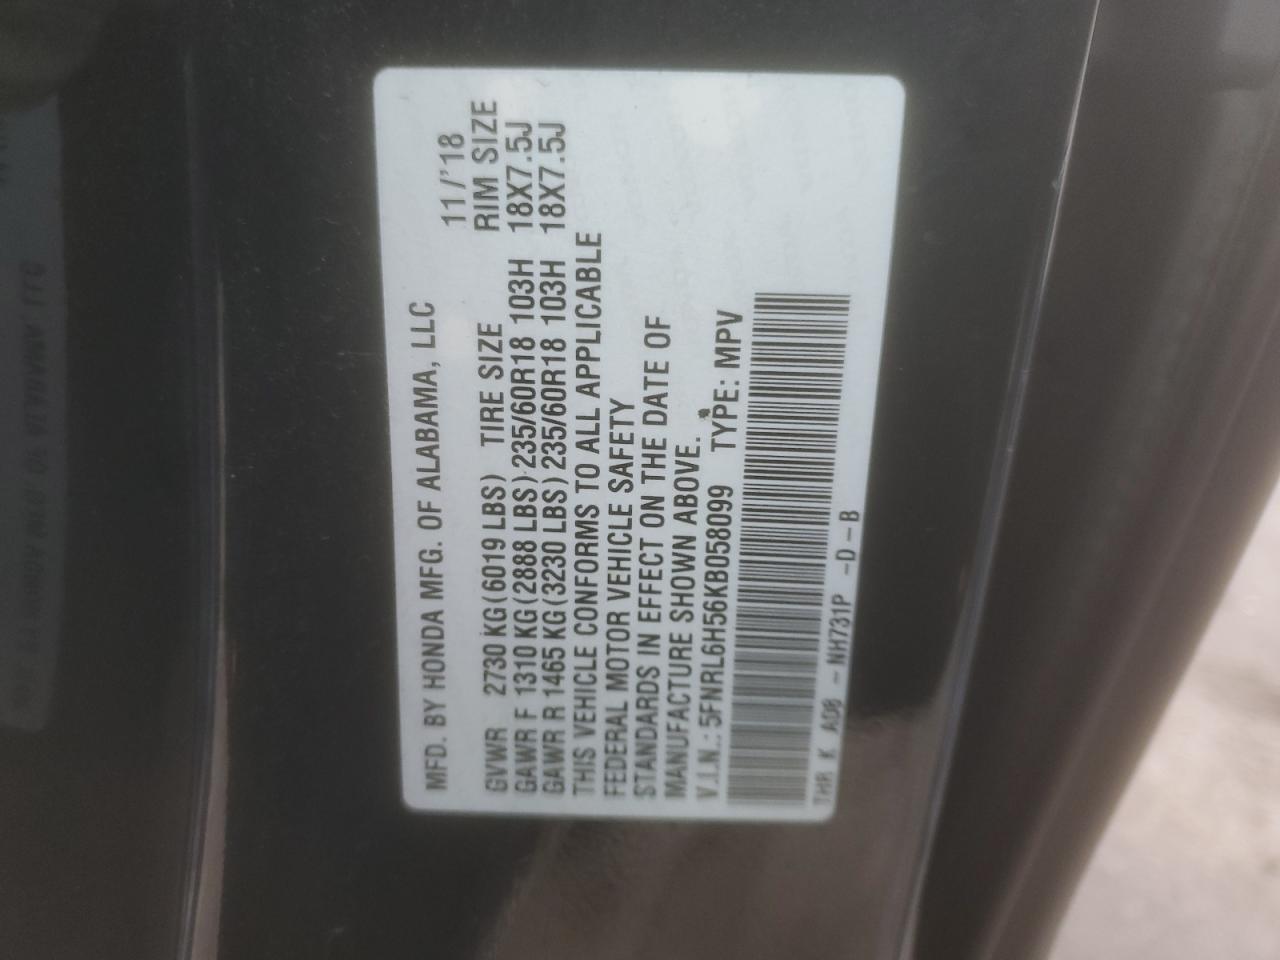 MFD. BY HONDA MFG. OF ALABAMA, LLC 11/'18
GVWR 2730 KG (6019 LBS) TIRE SIZE RIM SIZE
GAWR F 1310 KG (2888 LBS) 235/60R18 103H 18X7.5J
GAWR R 1465 KG (3230 LBS) 235/60R18 103H 18X7.5J
THIS VEHICLE CONFORMS TO ALL APPLICABLE
FEDERAL MOTOR VEHICLE SAFETY
STANDARDS IN EFFECT ON THE DATE OF
MANUFACTURE SHOWN ABOVE.
V.I.N.: 5FNRL6H56KB058099 TYPE: MPV
THR K A08 - NH731P -D-B